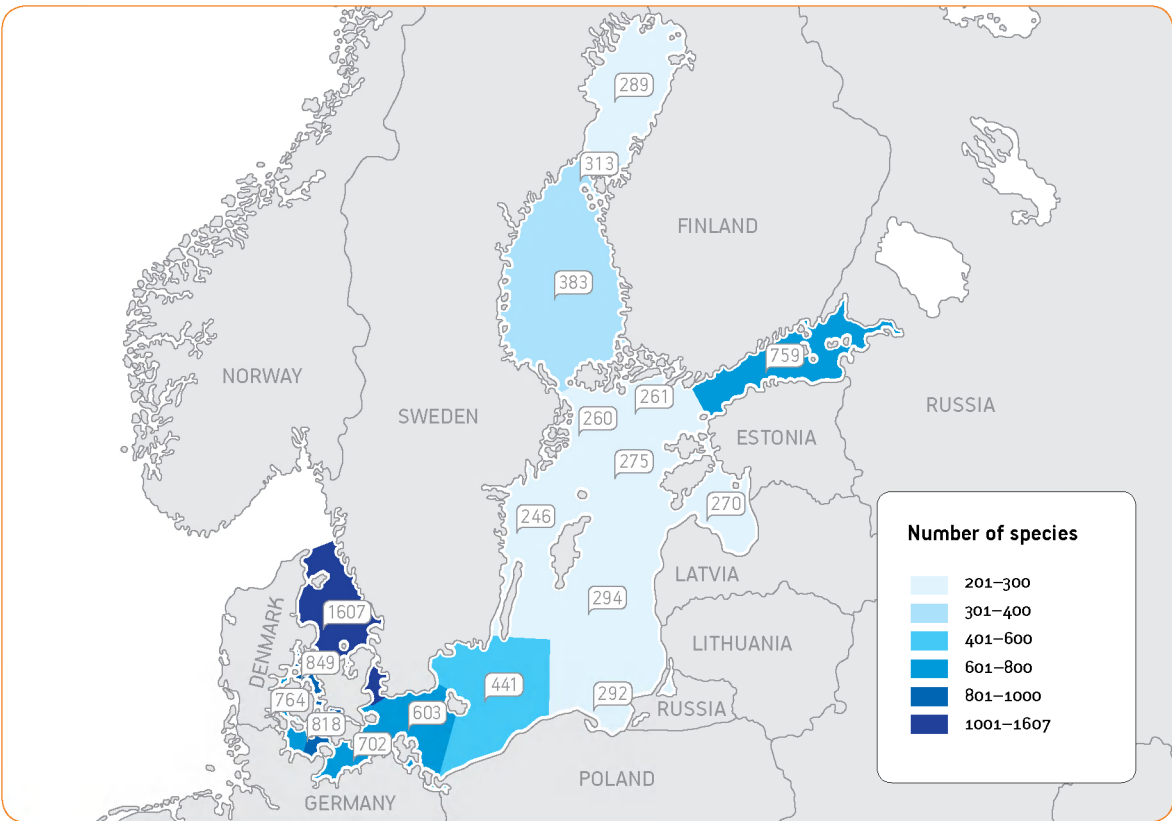 289
313
FINLAND
383
759
NORWAY
261
RUSSIA
SWEDEN
260
ESTONIA
275
270
246
Number of species
201–300
301–400
401–600
601–800
801–1000
1001–1607
LATVIA
294
1607
DENMARK
LITHUANIA
849
441
764
292
RUSSIA
603
818
702
POLAND
GERMANY